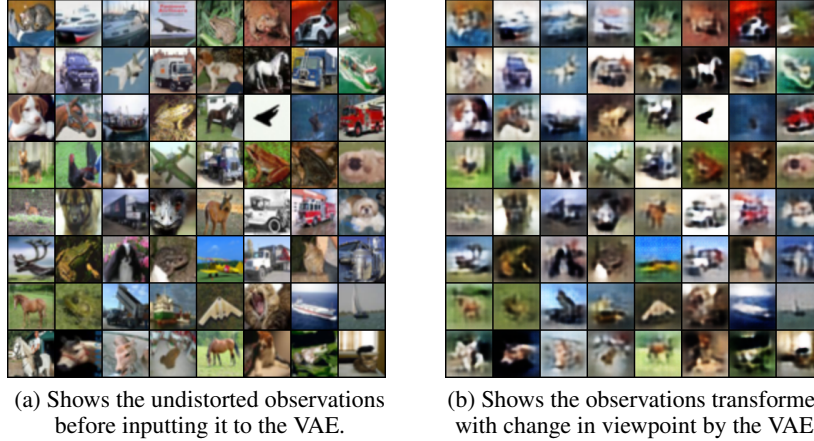 (a) Shows the undistorted observations
before inputting it to the VAE.
(b) Shows the observations transforme
with change in viewpoint by the VAE